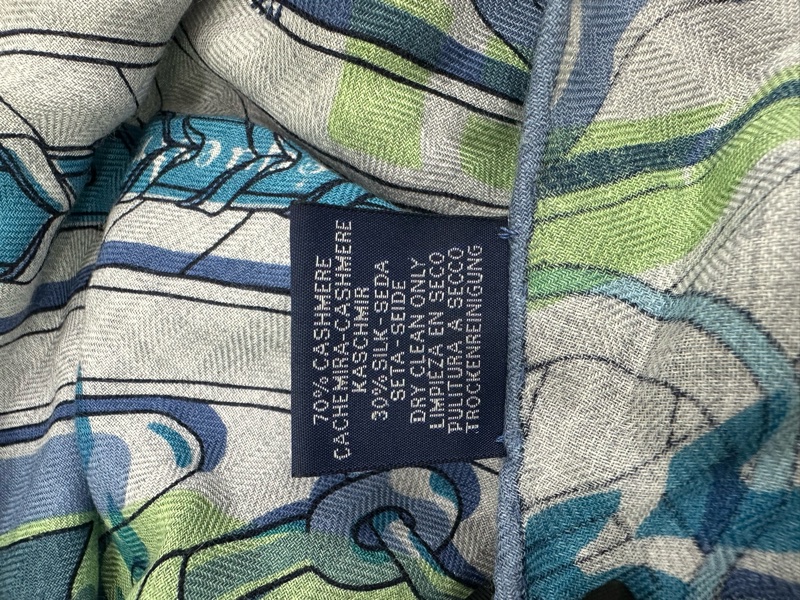 70% CASHMERE
CACHEMIRA-CASHMERE
KASCHMIR
30% SILK-SEDA
SETA-SEIDE
DRY CLEAN ONLY
LIMPIEZA EN SECO
PULITURA A SECCO
TROCKENREINIGUNG